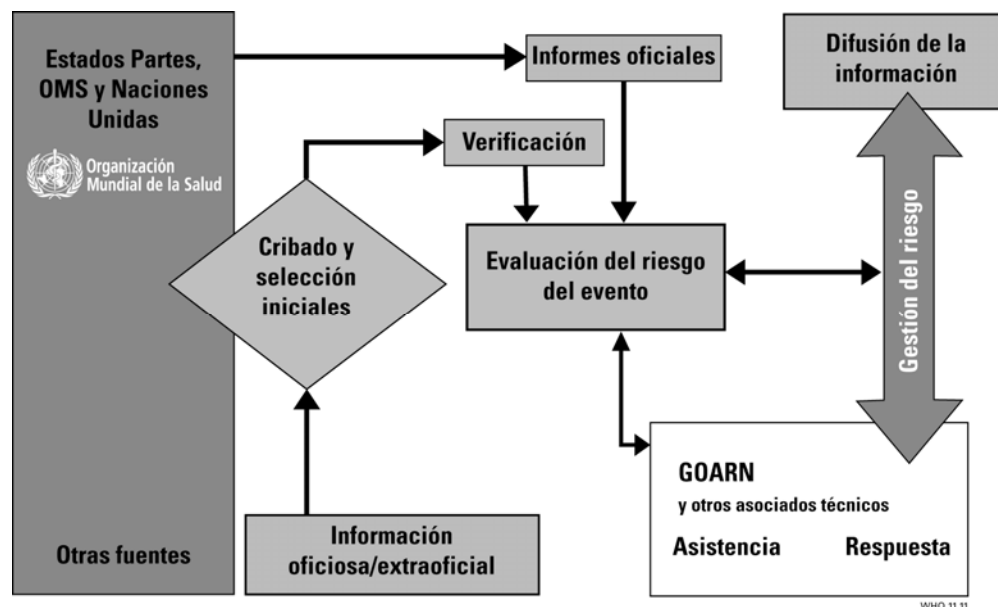 Estados Partes,
OMS y Naciones
Unidas
Organización
Mundial de la Salud
Otras fuentes
Informes oficiales
Verificación
Cribado y
selección
iniciales
Información
oficiosa/extraoficial
Evaluación del riesgo
del evento
Difusión de la
información
Gestión del riesgo
GOARN
y otros asociados técnicos
Asistencia Respuesta
WHO 11.11